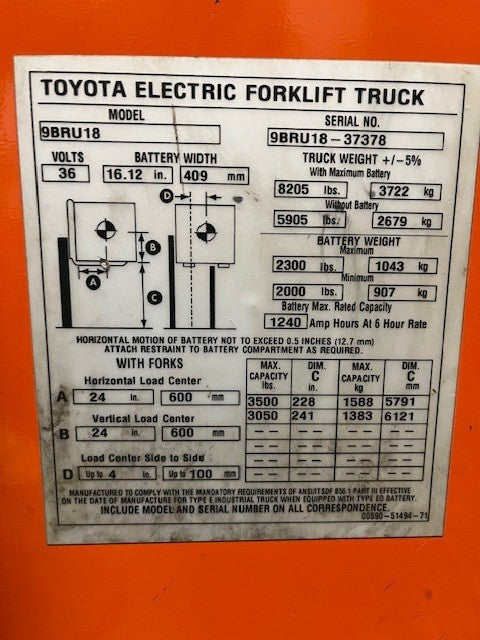 TOYOTA ELECTRIC FORKLIFT TRUCK
MODEL
9BRU18
SERIAL NO.
9BRU18-37378
VOLTS
36
BATTERY WIDTH
16.12 in. 409 mm
TRUCK WEIGHT +/-5%
With Maximum Battery
8205 lbs. 3722 kg
Without Battery
5905 lbs. 2679 kg
BATTERY WEIGHT
Maximum
2300 lbs. 1043 kg
Minimum
2000 lbs. 907 kg
Battery Max. Rated Capacity
1240 Amp Hours At 6 Hour Rate
D
B
A
C
HORIZONTAL MOTION OF BATTERY NOT TO EXCEED 0.5 INCHES (12.7 mm)
ATTACH RESTRAINT TO BATTERY COMPARTMENT AS REQUIRED.
WITH FORKS
Horizontal Load Center
A 24 in. 600 mm
Vertical Load Center
B 24 in. 600 mm
Load Center Side to Side
D Up to 4 in. Up to 100 mm
MAX. CAPACITY lbs. DIM. C in MAX. CAPACITY kg DIM. C mm
3500 228 1588 5791
3050 241 1383 6121
MANUFACTURED TO COMPLY WITH THE MANDATORY REQUIREMENTS OF ANSI/ITSDF B56.1 PART III EFFECTIVE
ON THE DATE OF MANUFACTURE FOR TYPE E INDUSTRIAL TRUCK WHEN EQUIPPED WITH TYPE EO BATTERY.
INCLUDE MODEL AND SERIAL NUMBER ON ALL CORRESPONDENCE.
00590-51494-71